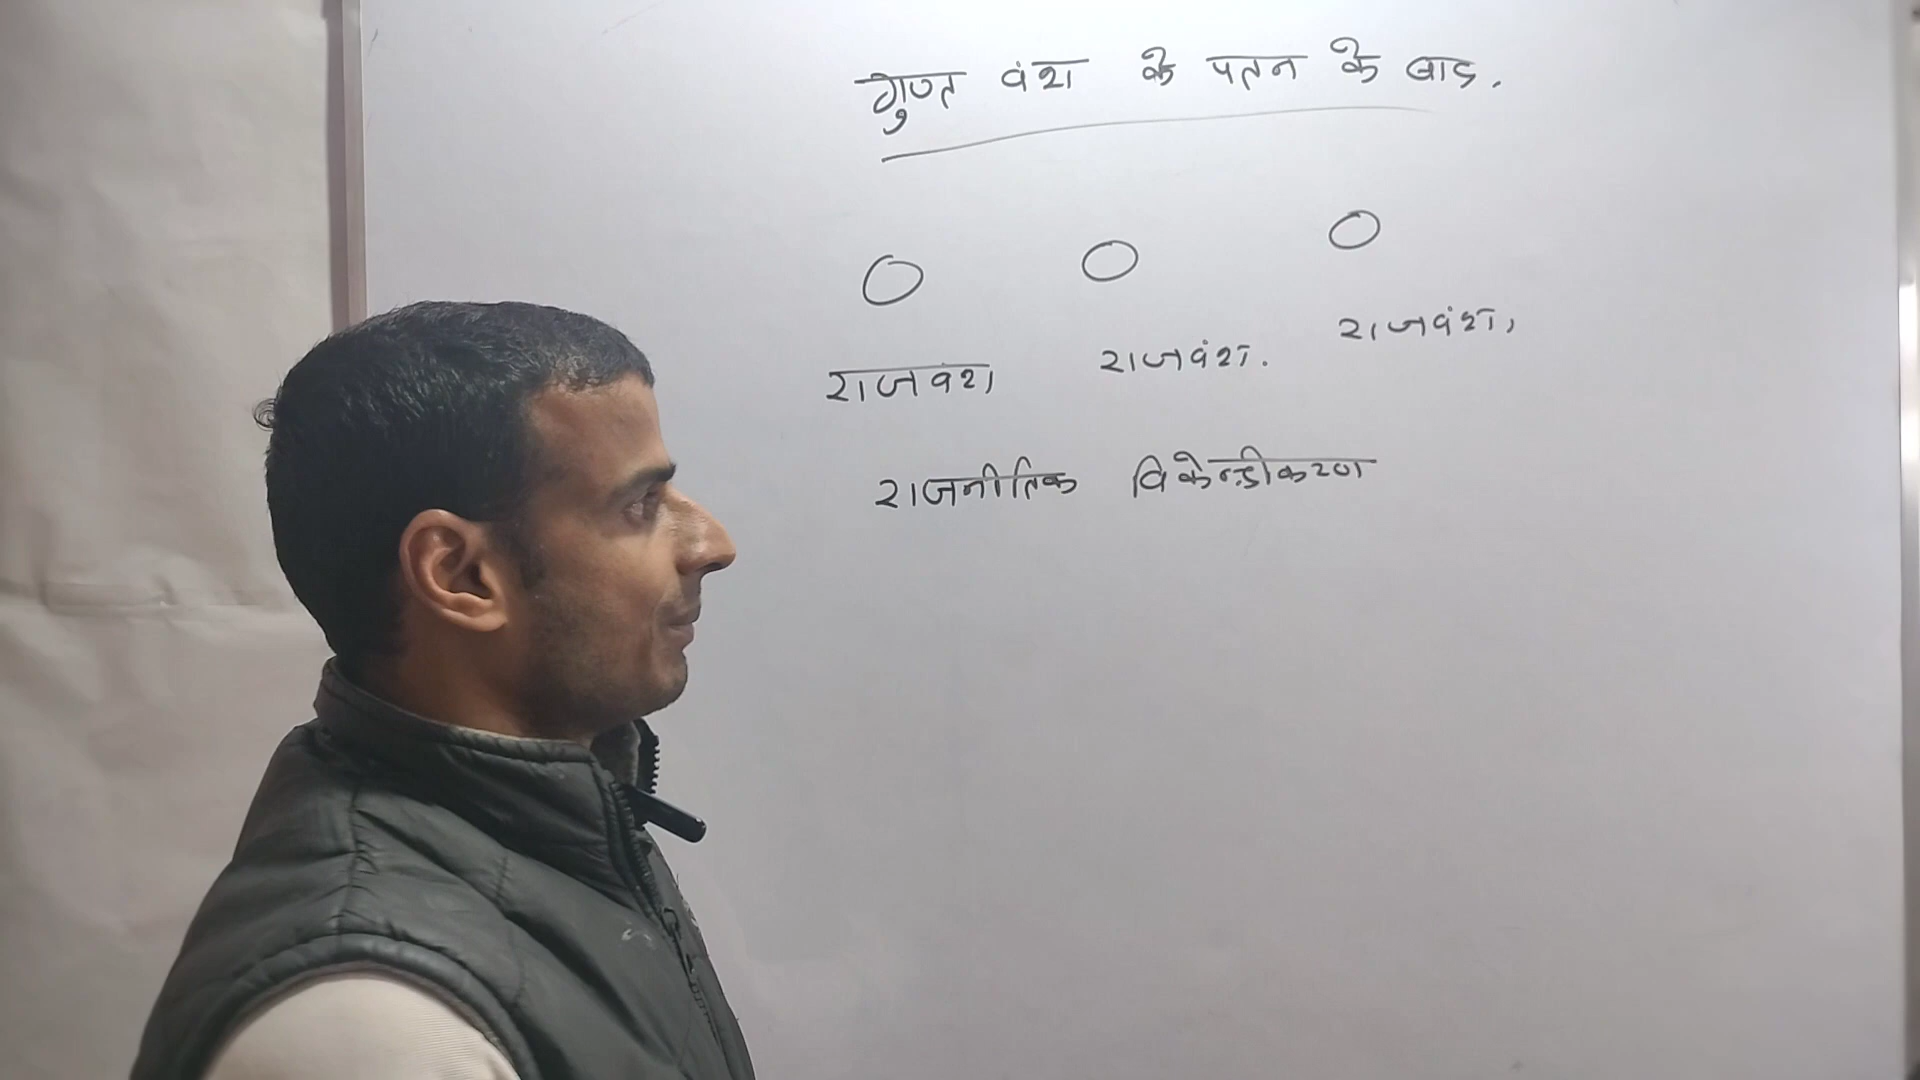 गुप्त वंश के पतन के बाद.
राजवंश राजवंश. राजवंश,
राजनीतिक विकेन्द्रीकरण